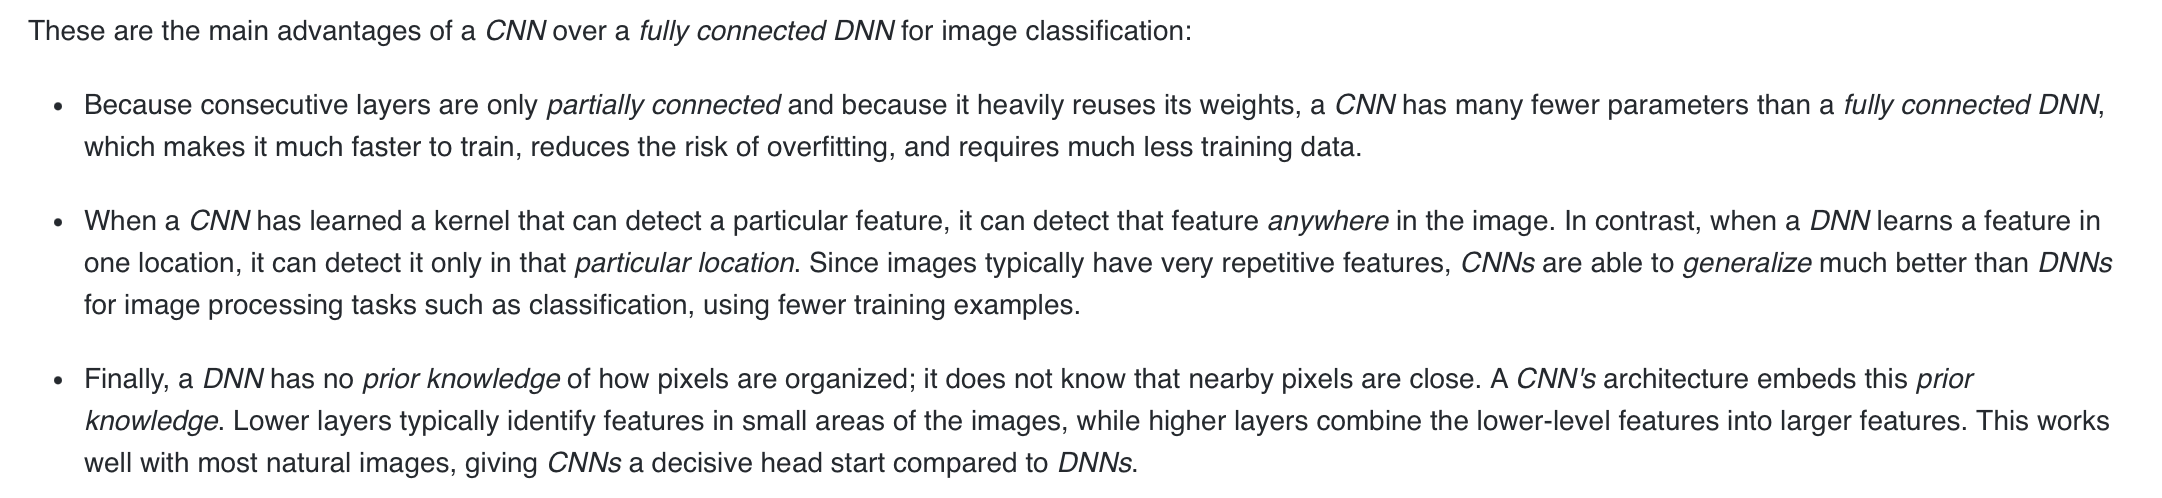 These are the main advantages of a CNN over a fully connected DNN for image classification:
• Because consecutive layers are only partially connected and because it heavily reuses its weights, a CNN has many fewer parameters than a fully connected DNN,
which makes it much faster to train, reduces the risk of overfitting, and requires much less training data.
• When a CNN has learned a kernel that can detect a particular feature, it can detect that feature anywhere in the image. In contrast, when a DNN learns a feature in
one location, it can detect it only in that particular location. Since images typically have very repetitive features, CNNs are able to generalize much better than DNNs
for image processing tasks such as classification, using fewer training examples.
• Finally, a DNN has no prior knowledge of how pixels are organized; it does not know that nearby pixels are close. A CNN's architecture embeds this prior
knowledge. Lower layers typically identify features in small areas of the images, while higher layers combine the lower-level features into larger features. This works
well with most natural images, giving CNNs a decisive head start compared to DNNs.